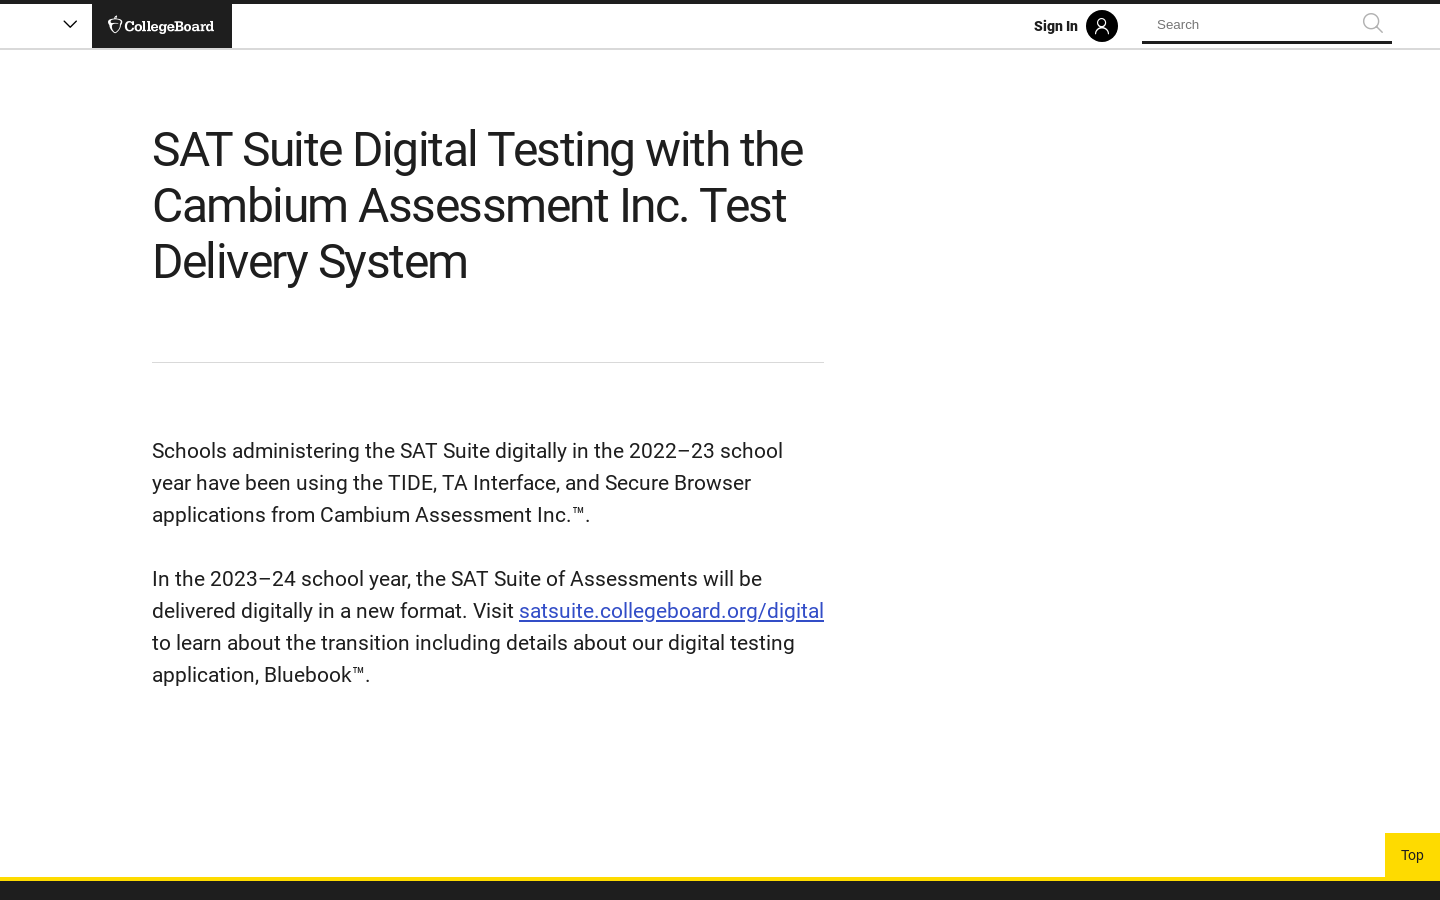 CollegeBoard
Sign In
Search
SAT Suite Digital Testing with the
Cambium Assessment Inc. Test
Delivery System
Schools administering the SAT Suite digitally in the 2022–23 school
year have been using the TIDE, TA Interface, and Secure Browser
applications from Cambium Assessment Inc.™.
In the 2023–24 school year, the SAT Suite of Assessments will be
delivered digitally in a new format. Visit satsuite.collegeboard.org/digital
to learn about the transition including details about our digital testing
application, Bluebook™.
Top